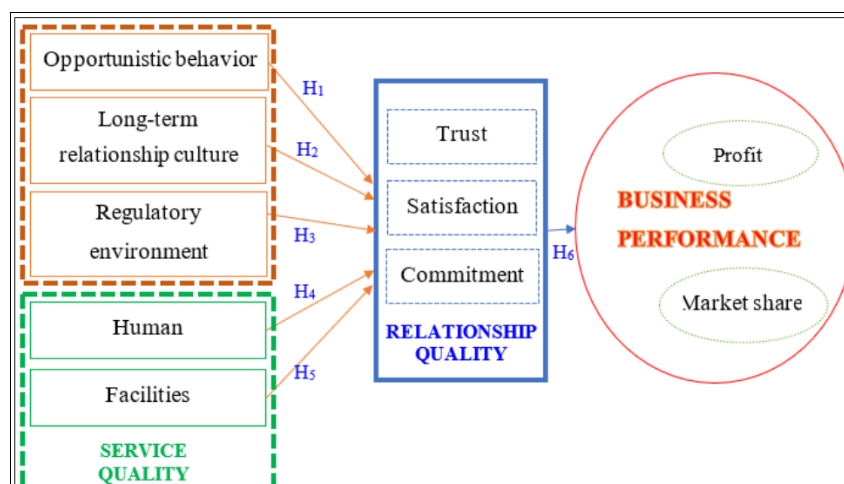 Opportunistic behavior
Long-term
relationship culture
Regulatory
environment
Human
Facilities
SERVICE
QUALITY
H1
H2
H3
H4
H5
Trust
Satisfaction
Commitment
RELATIONSHIP
QUALITY
H6
Profit
BUSINESS
PERFORMANCE
Market share